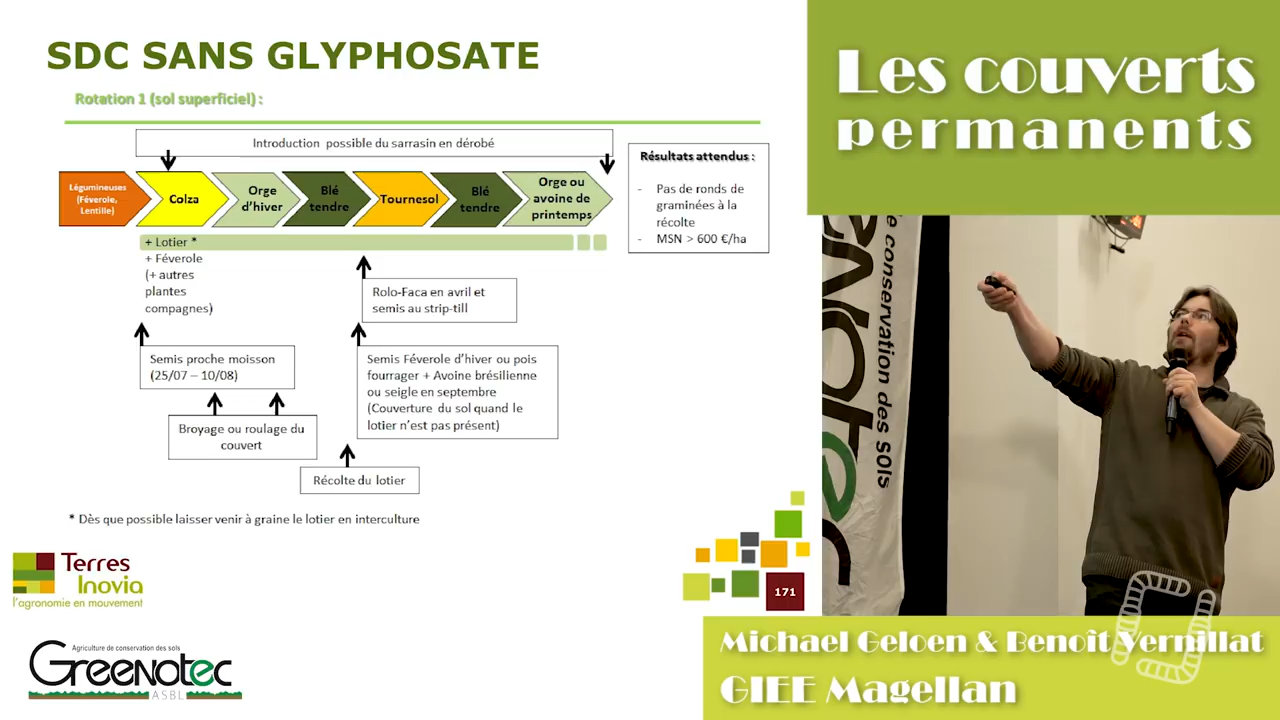 SDC SANS GLYPHOSATE
Rotation 1 (sol superficiel) :
Introduction possible du sarrasin en dérobé
Légumineuses
(Féverole,
Lentille)
Colza
Orge
d'hiver
Blé
tendre
Tournesol
Blé
tendre
Orge ou
avoine de
printemps
Résultats attendus :
- Pas de ronds de
graminées à la
récolte
- MSN > 600 €/ha
+ Lotier *
+ Féverole
(+ autres
plantes
compagnes)
Rolo-Faca en avril et
semis au strip-till
Semis proche moisson
(25/07 – 10/08)
Semis Féverole d'hiver ou pois
fourrager + Avoine brésilienne
ou seigle en septembre
(Couverture du sol quand le
lotier n'est pas présent)
Broyage ou roulage du
couvert
Récolte du lotier
* Dès que possible laisser venir à graine le lotier en interculture
Terres
Inovia
l'agronomie en mouvement
171
Agriculture de conservation des sols
Greenotec
ASBL
Les couverts
permanents
e conservation des sols
Michael Geloen & Benoît Vernillat
GIEE Magellan